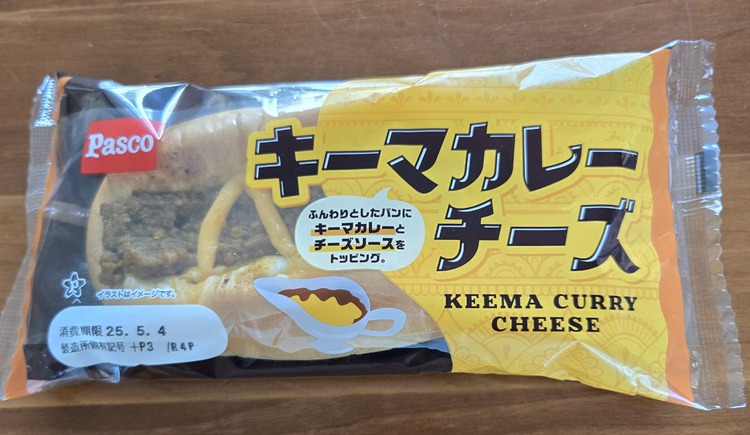 Pasco
キーマカレー
チーズ
ふんわりとしたパンに
キーマカレーと
チーズソースを
トッピング。
KEEMA CURRY
CHEESE
イラストはイメージです。
消費期限 25. 5. 4
製造所固有記号 +P3 /R4P